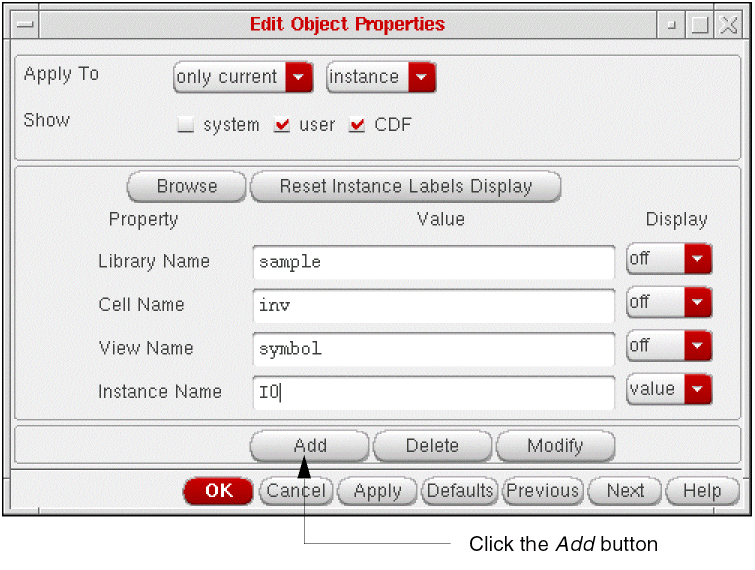 Edit Object Properties
Apply To only current instance
Show system user CDF
Browse Reset Instance Labels Display
Property Value Display
Library Name sample off
Cell Name inv off
View Name symbol off
Instance Name I0 value
Add Delete Modify
OK Cancel Apply Defaults Previous Next Help
Click the Add button